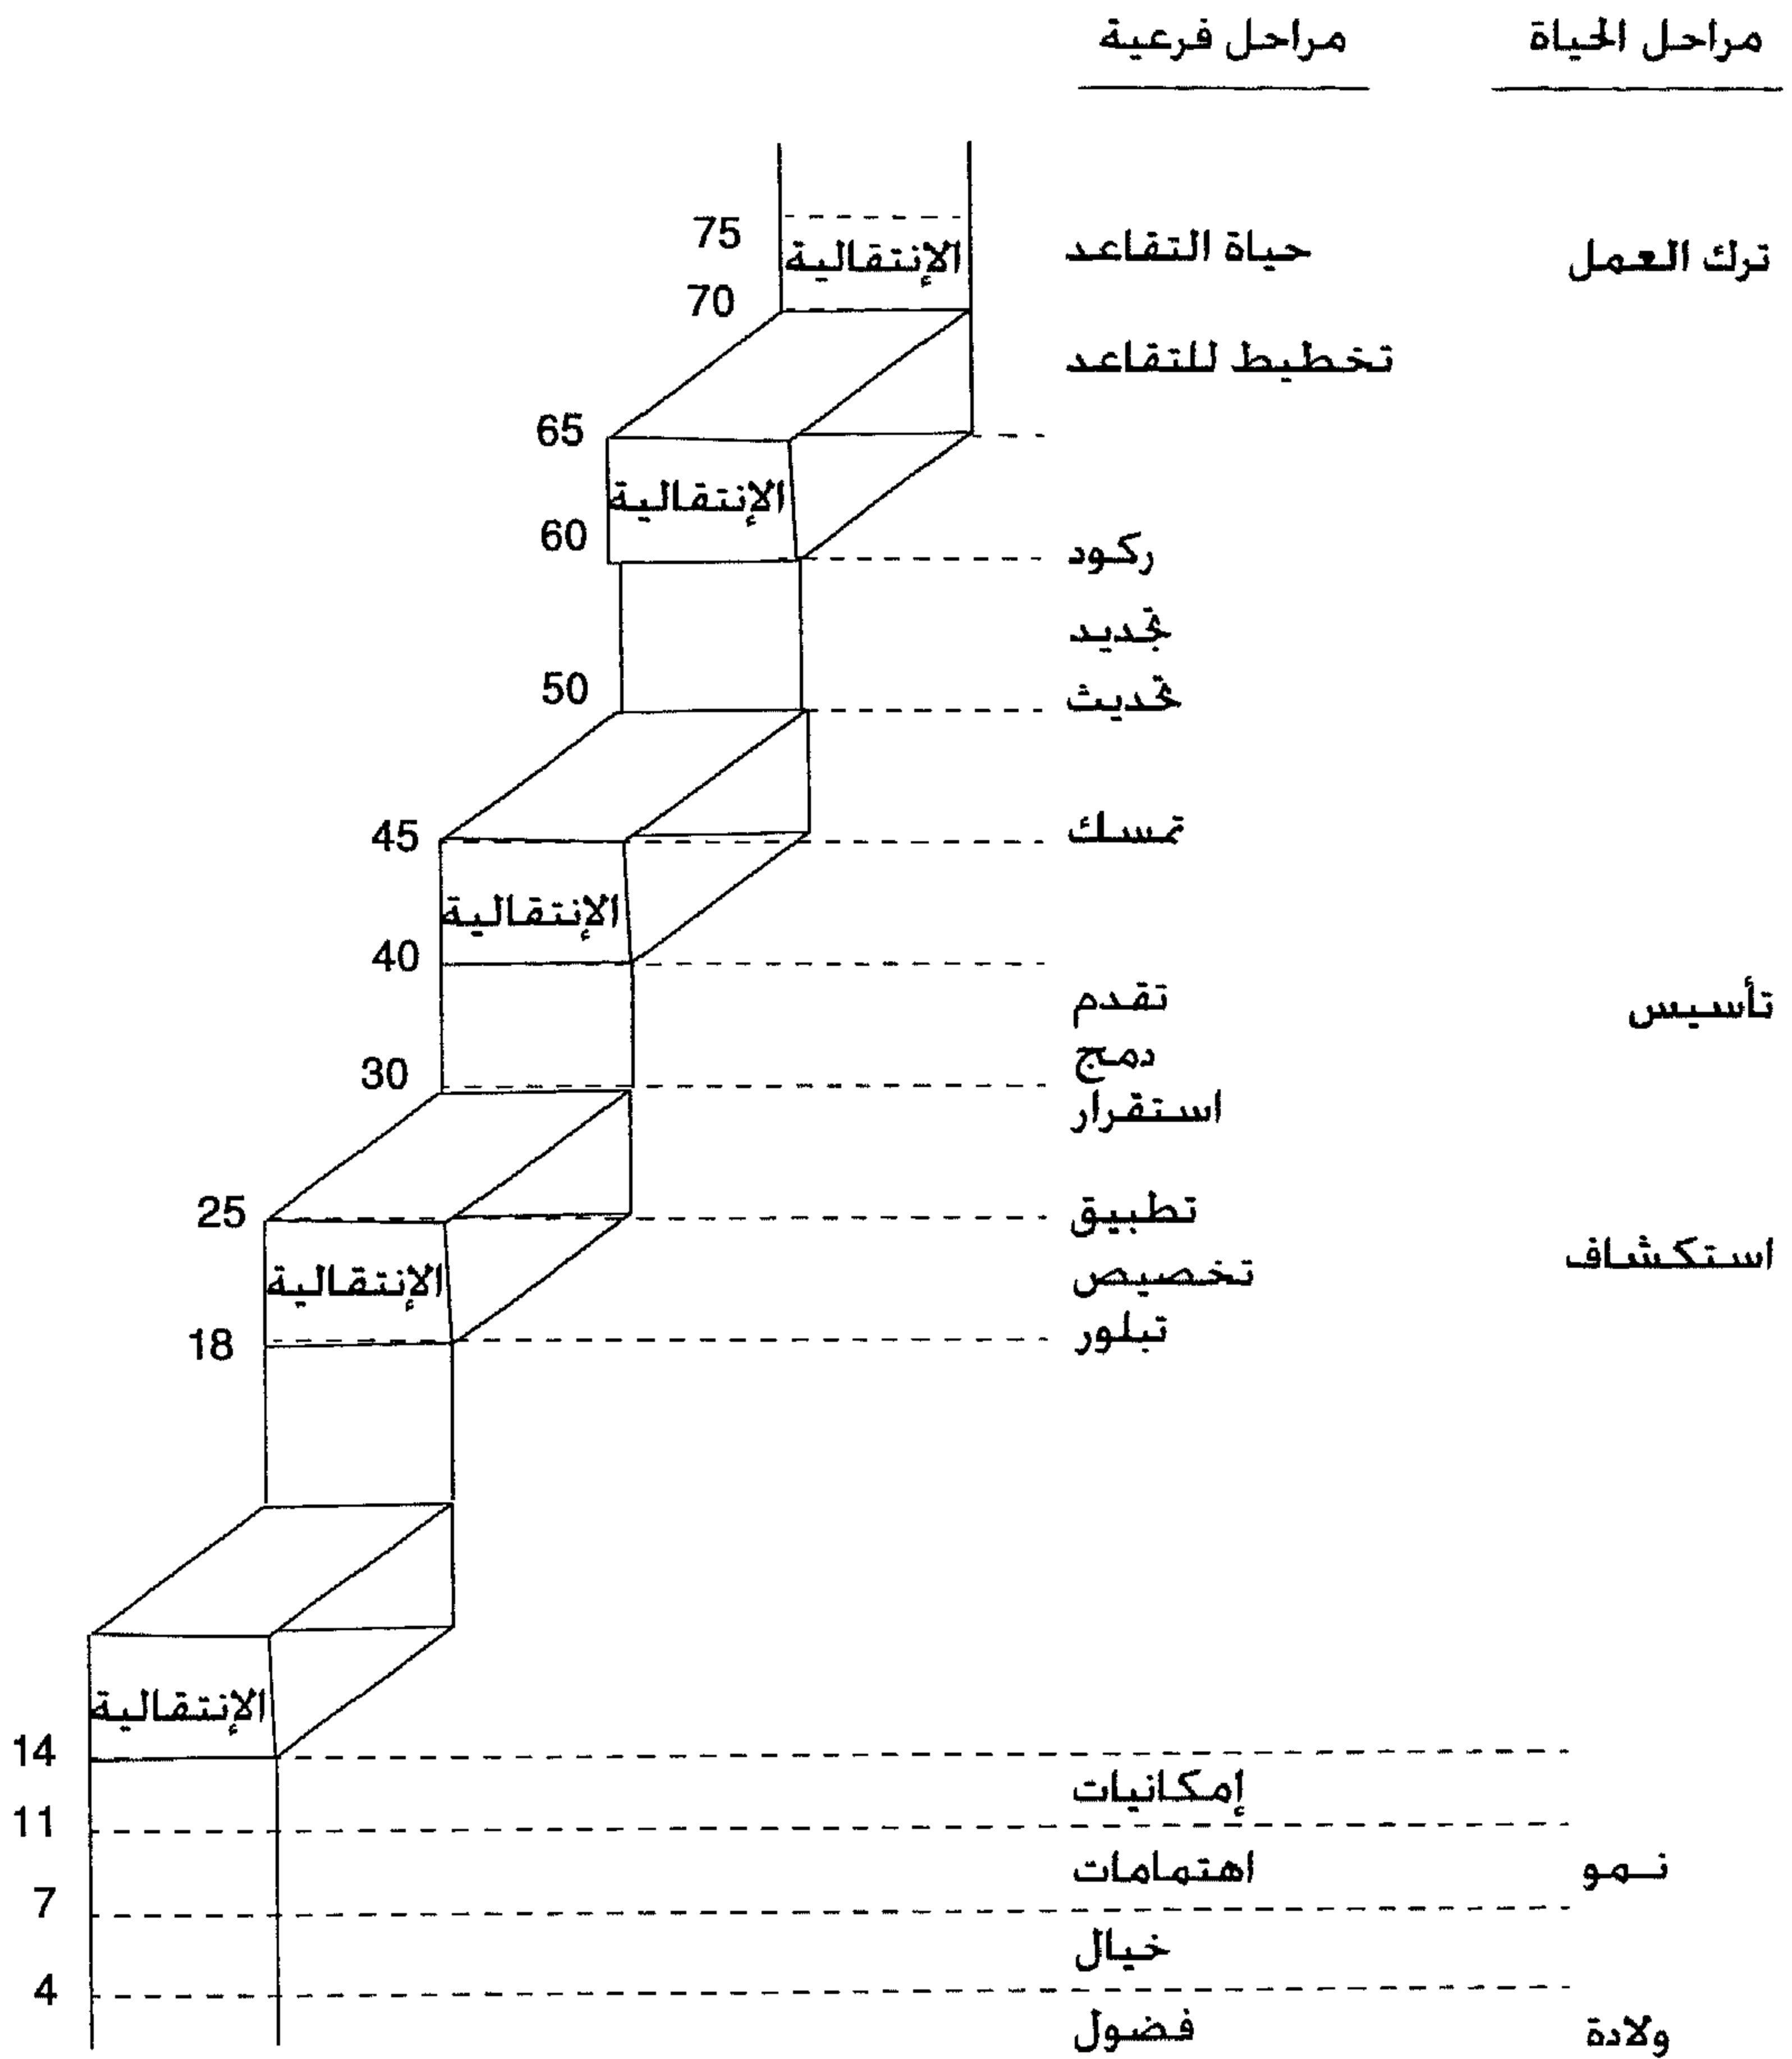 مراحل الحياة مراحل فرعية
75
ترك العمل حياة التقاعد الإنتقالية
70
تخطيط للتقاعد
65
الإنتقالية
60
ركود
تجديد
50
تحديث
45
تمسك
الإنتقالية
40
تأسيس تقدم
دمج
30
استقرار
25
تطبيق
استكشاف تخصيص الإنتقالية
18
تبلور
الإنتقالية
14
إمكانيات
11
نمو اهتمامات
7
خيال
4
ولادة فضول